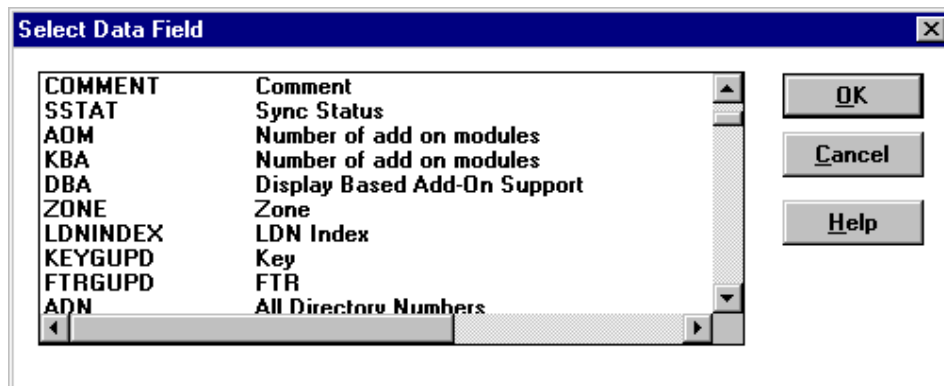 Select Data Field
COMMENT Comment
SSTAT Sync Status
AOM Number of add on modules
KBA Number of add on modules
DBA Display Based Add-On Support
ZONE Zone
LDNINDEX LDN Index
KEYGUPD Key
FTRGUPD FTR
ADN All Directory Numbers
OK
Cancel
Help